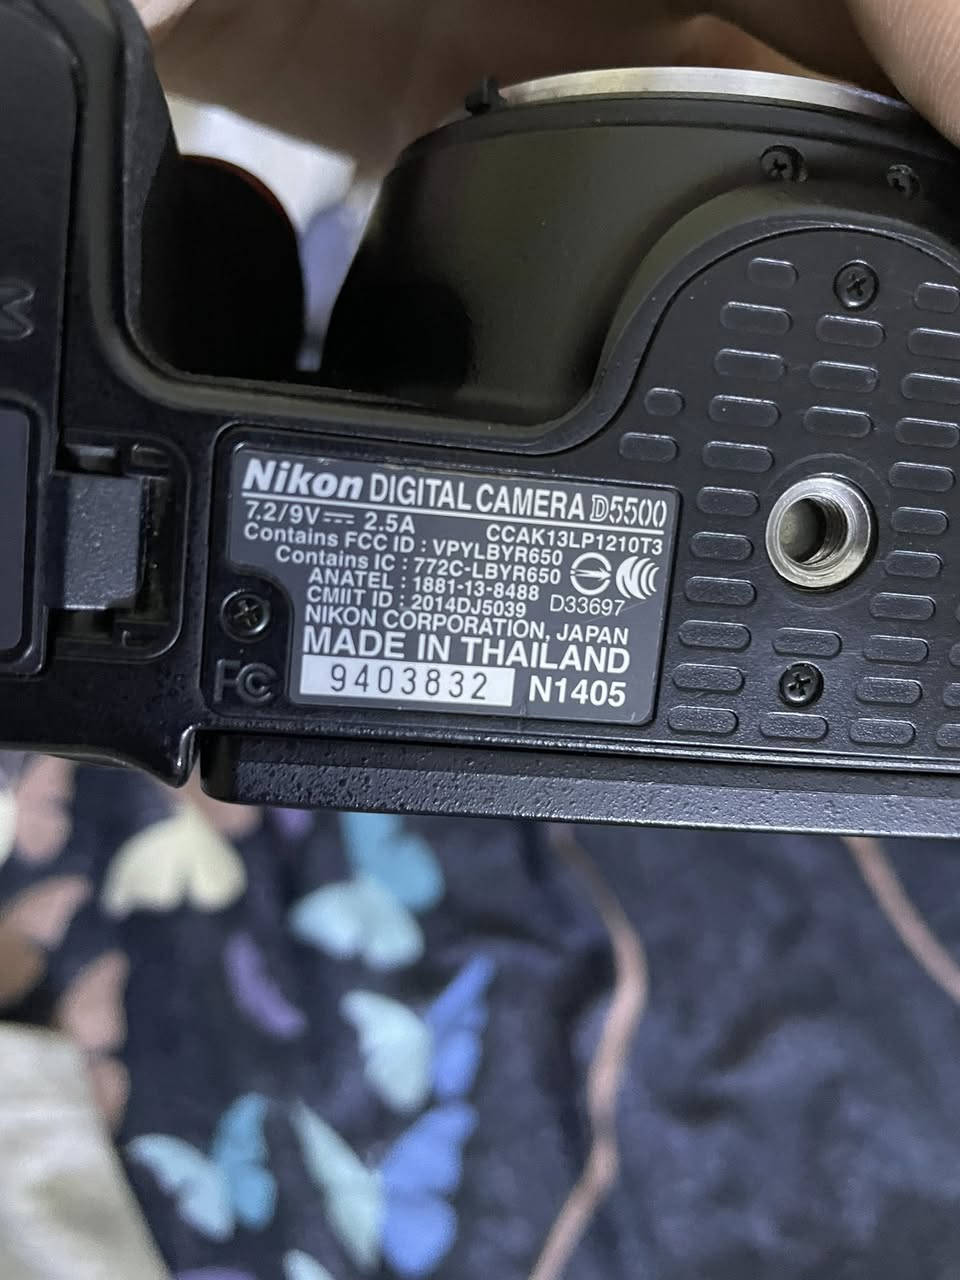 Nikon DIGITAL CAMERA D5500
7.2/9V⎓ 2.5A CCAK13LP1210T3
Contains FCC ID : VPYLBYR650
Contains IC : 772C-LBYR650
ANATEL : 1881-13-8488
CMIIT ID : 2014DJ5039 D33697
NIKON CORPORATION, JAPAN
MADE IN THAILAND
9403832 N1405
FC